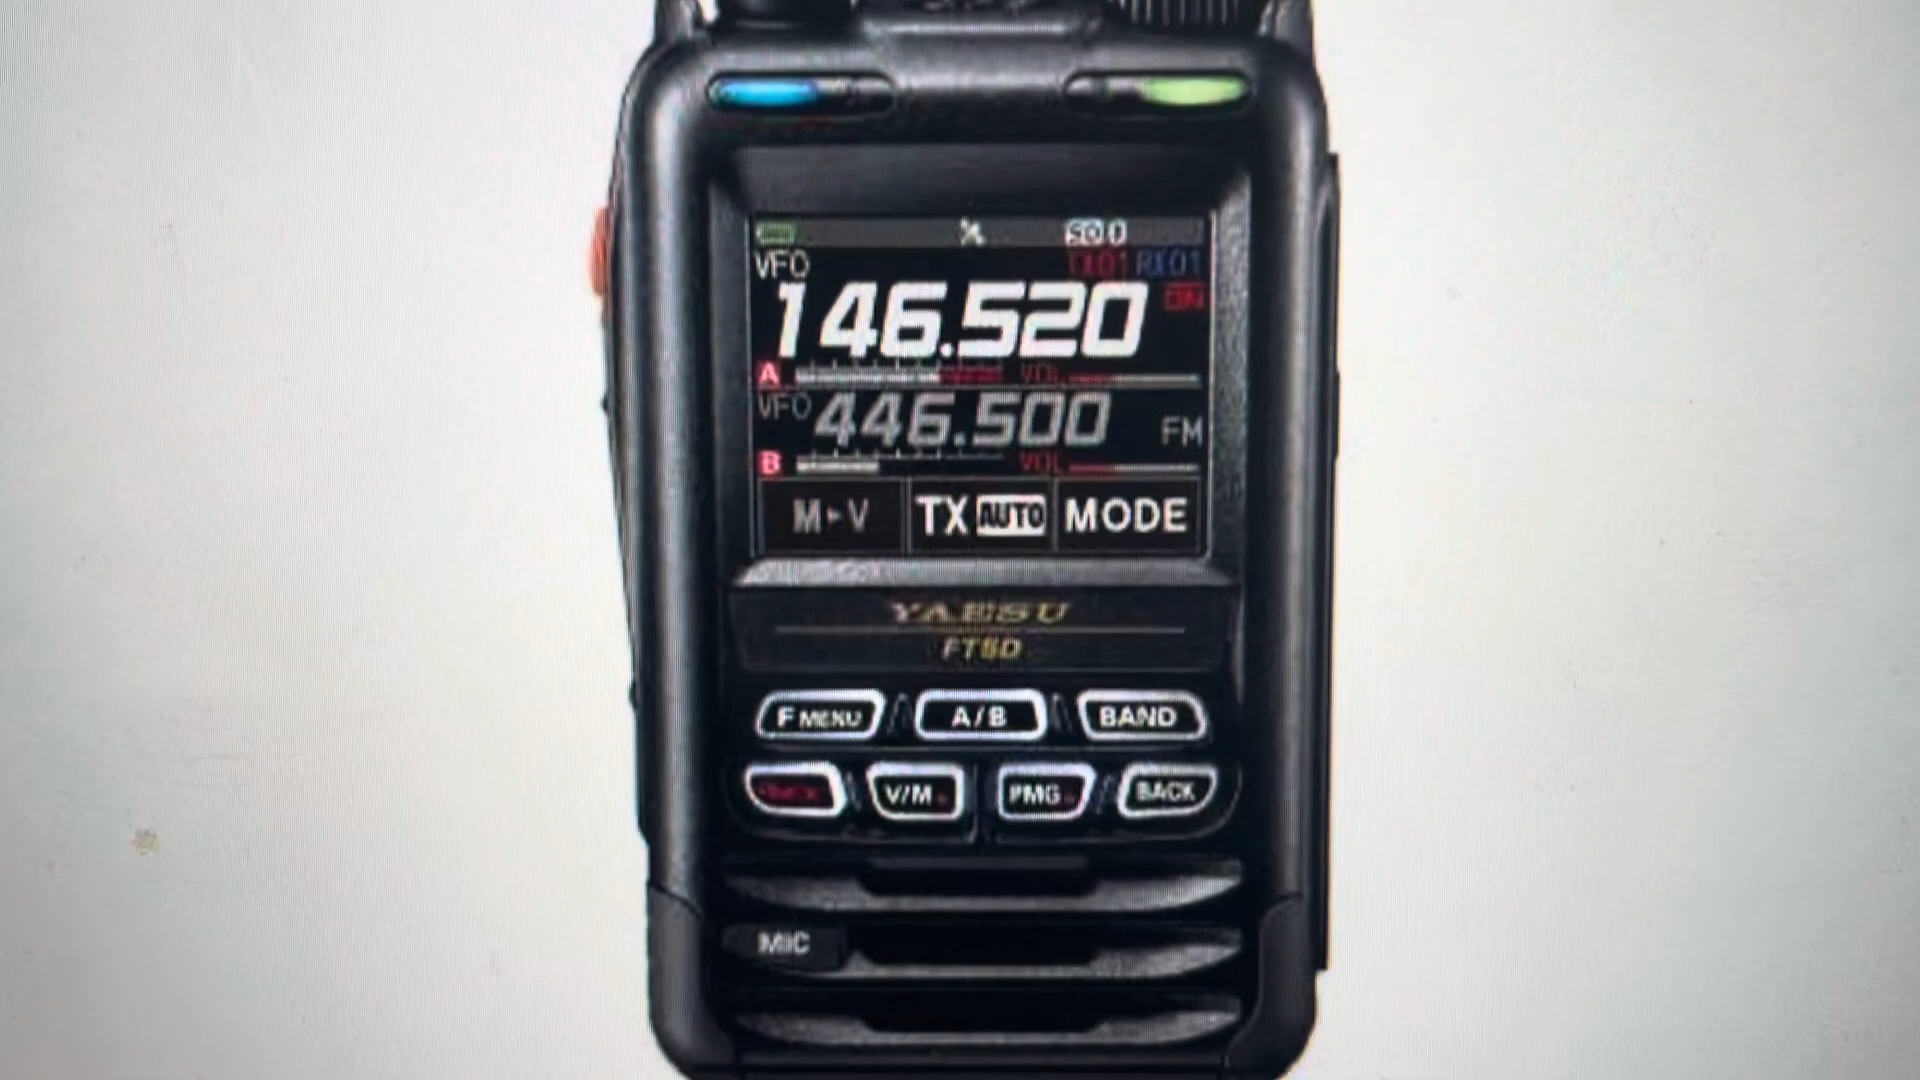 SQ 0
VFO TX01 RX01
146.520 DN
A VOL
VFO 446.500 FM
B VOL
M▸V TX AUTO MODE
YAESU
FT5D
F MENU A/B BAND
V/M PMG BACK
MIC